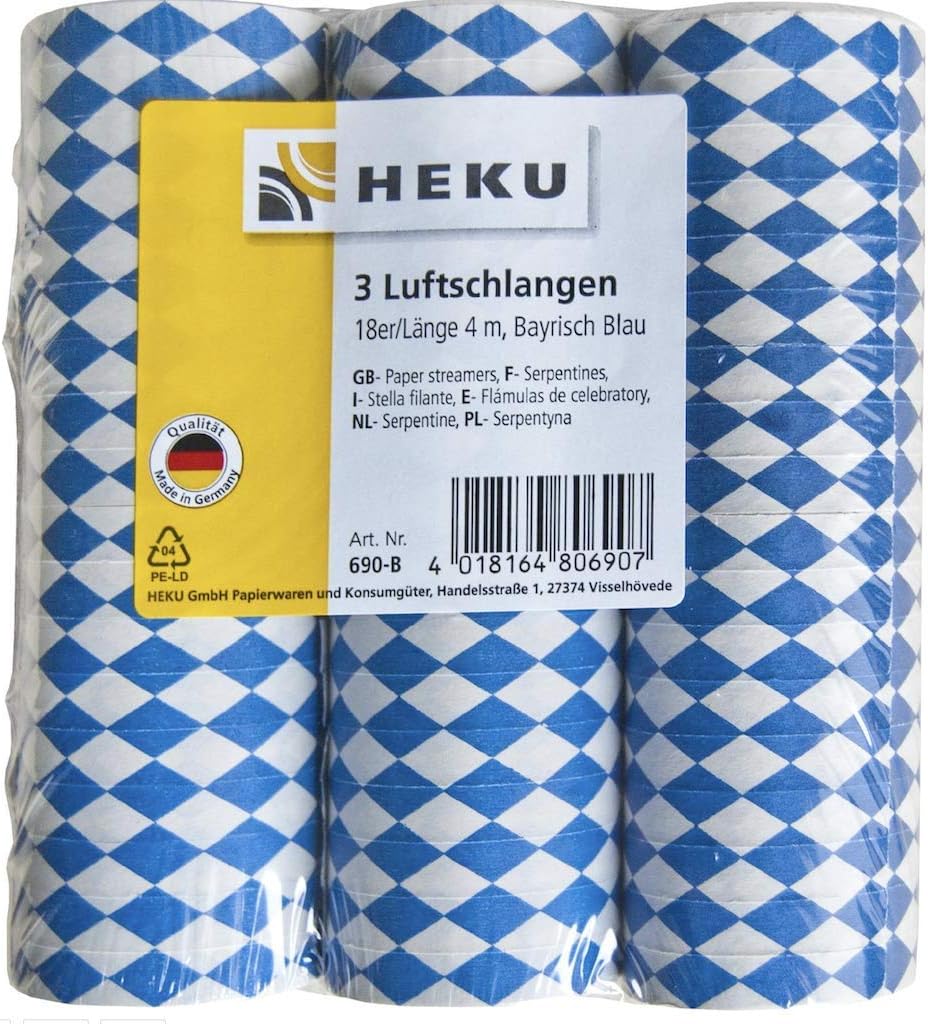 HEKU
3 Luftschlangen
18er/Länge 4 m, Bayrisch Blau
GB- Paper streamers, F- Serpentines,
I- Stella filante, E- Flámulas de celebratory,
NL- Serpentine, PL- Serpentyna
Qualität
Made in Germany
04
PE-LD
Art. Nr.
690-B
4 018164 806907
HEKU GmbH Papierwaren und Konsumgüter, Handelsstraße 1, 27374 Visselhövede